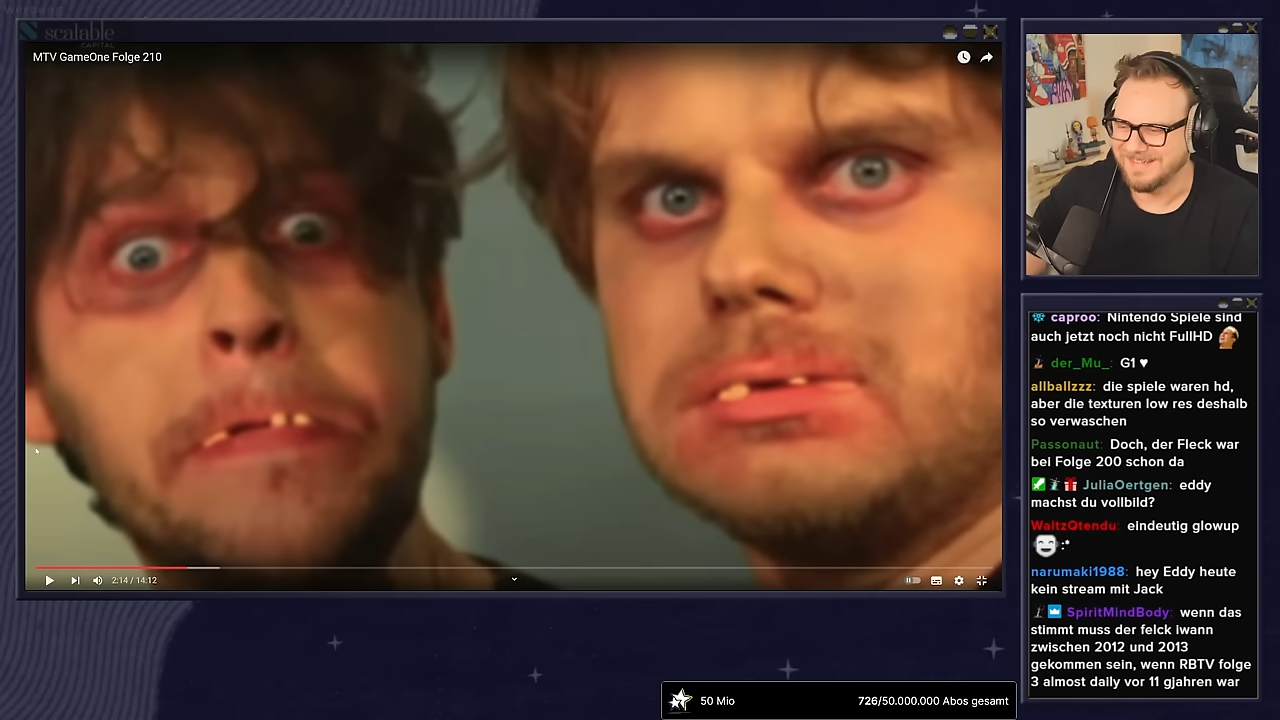 Werbung
scalable
CAPITAL
MTV GameOne Folge 210
2:14 / 14:12
caproo: Nintendo Spiele sind
auch jetzt noch nicht FullHD
der_Mu_: G1 ♥
allballzzz: die spiele waren hd,
aber die texturen low res deshalb
so verwaschen
Passonaut: Doch, der Fleck war
bei Folge 200 schon da
JuliaOertgen: eddy
machst du vollbild?
WaltzQtendu: eindeutig glowup
:*
narumaki1988: hey Eddy heute
kein stream mit Jack
SpiritMindBody: wenn das
stimmt muss der felck iwann
zwischen 2012 und 2013
gekommen sein, wenn RBTV folge
3 almost daily vor 11 gjahren war
50 Mio
726/50.000.000 Abos gesamt